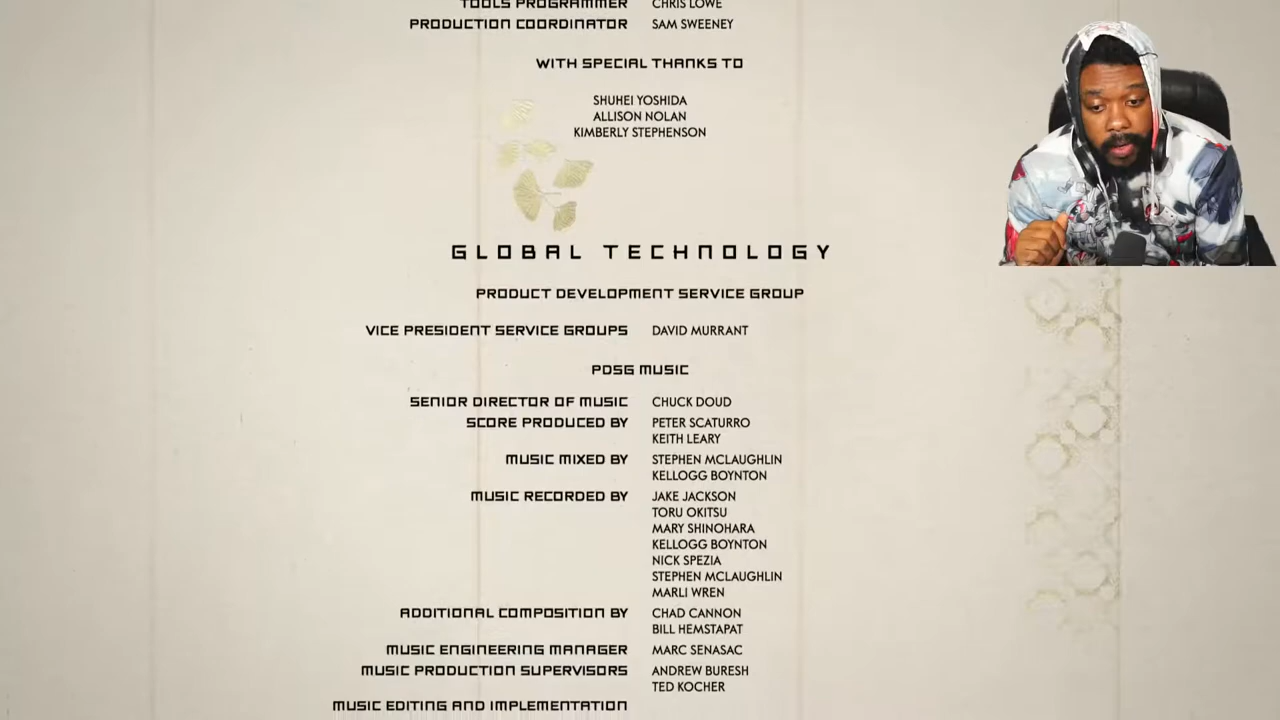 TOOLS PROGRAMMER CHRIS LOWE
PRODUCTION COORDINATOR SAM SWEENEY
WITH SPECIAL THANKS TO
SHUHEI YOSHIDA
ALLISON NOLAN
KIMBERLY STEPHENSON
GLOBAL TECHNOLOGY
PRODUCT DEVELOPMENT SERVICE GROUP
VICE PRESIDENT SERVICE GROUPS DAVID MURRANT
PDSG MUSIC
SENIOR DIRECTOR OF MUSIC CHUCK DOUD
SCORE PRODUCED BY PETER SCATURRO
KEITH LEARY
MUSIC MIXED BY STEPHEN MCLAUGHLIN
KELLOGG BOYNTON
MUSIC RECORDED BY JAKE JACKSON
TORU OKITSU
MARY SHINOHARA
KELLOGG BOYNTON
NICK SPEZIA
STEPHEN MCLAUGHLIN
MARLI WREN
ADDITIONAL COMPOSITION BY CHAD CANNON
BILL HEMSTAPAT
MUSIC ENGINEERING MANAGER MARC SENASAC
MUSIC PRODUCTION SUPERVISORS ANDREW BURESH
TED KOCHER
MUSIC EDITING AND IMPLEMENTATION